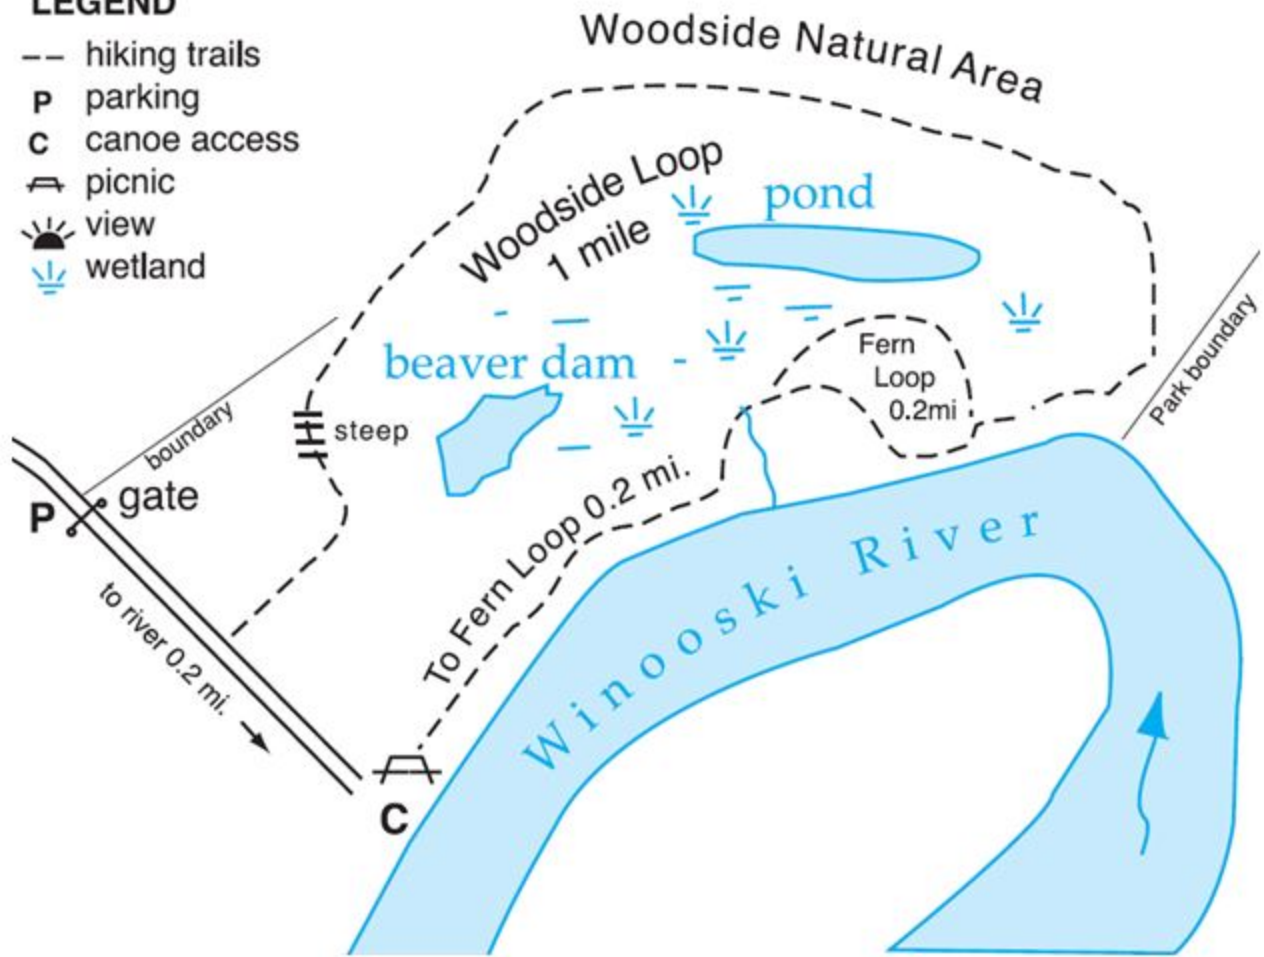 LEGEND
hiking trails
P parking
C canoe access
picnic
view
wetland
Woodside Natural Area
Woodside Loop
1 mile
pond
beaver dam
Fern
Loop
0.2mi
Park boundary
boundary
steep
P
gate
to river 0.2 mi.
To Fern Loop 0.2 mi.
Winooski River
C